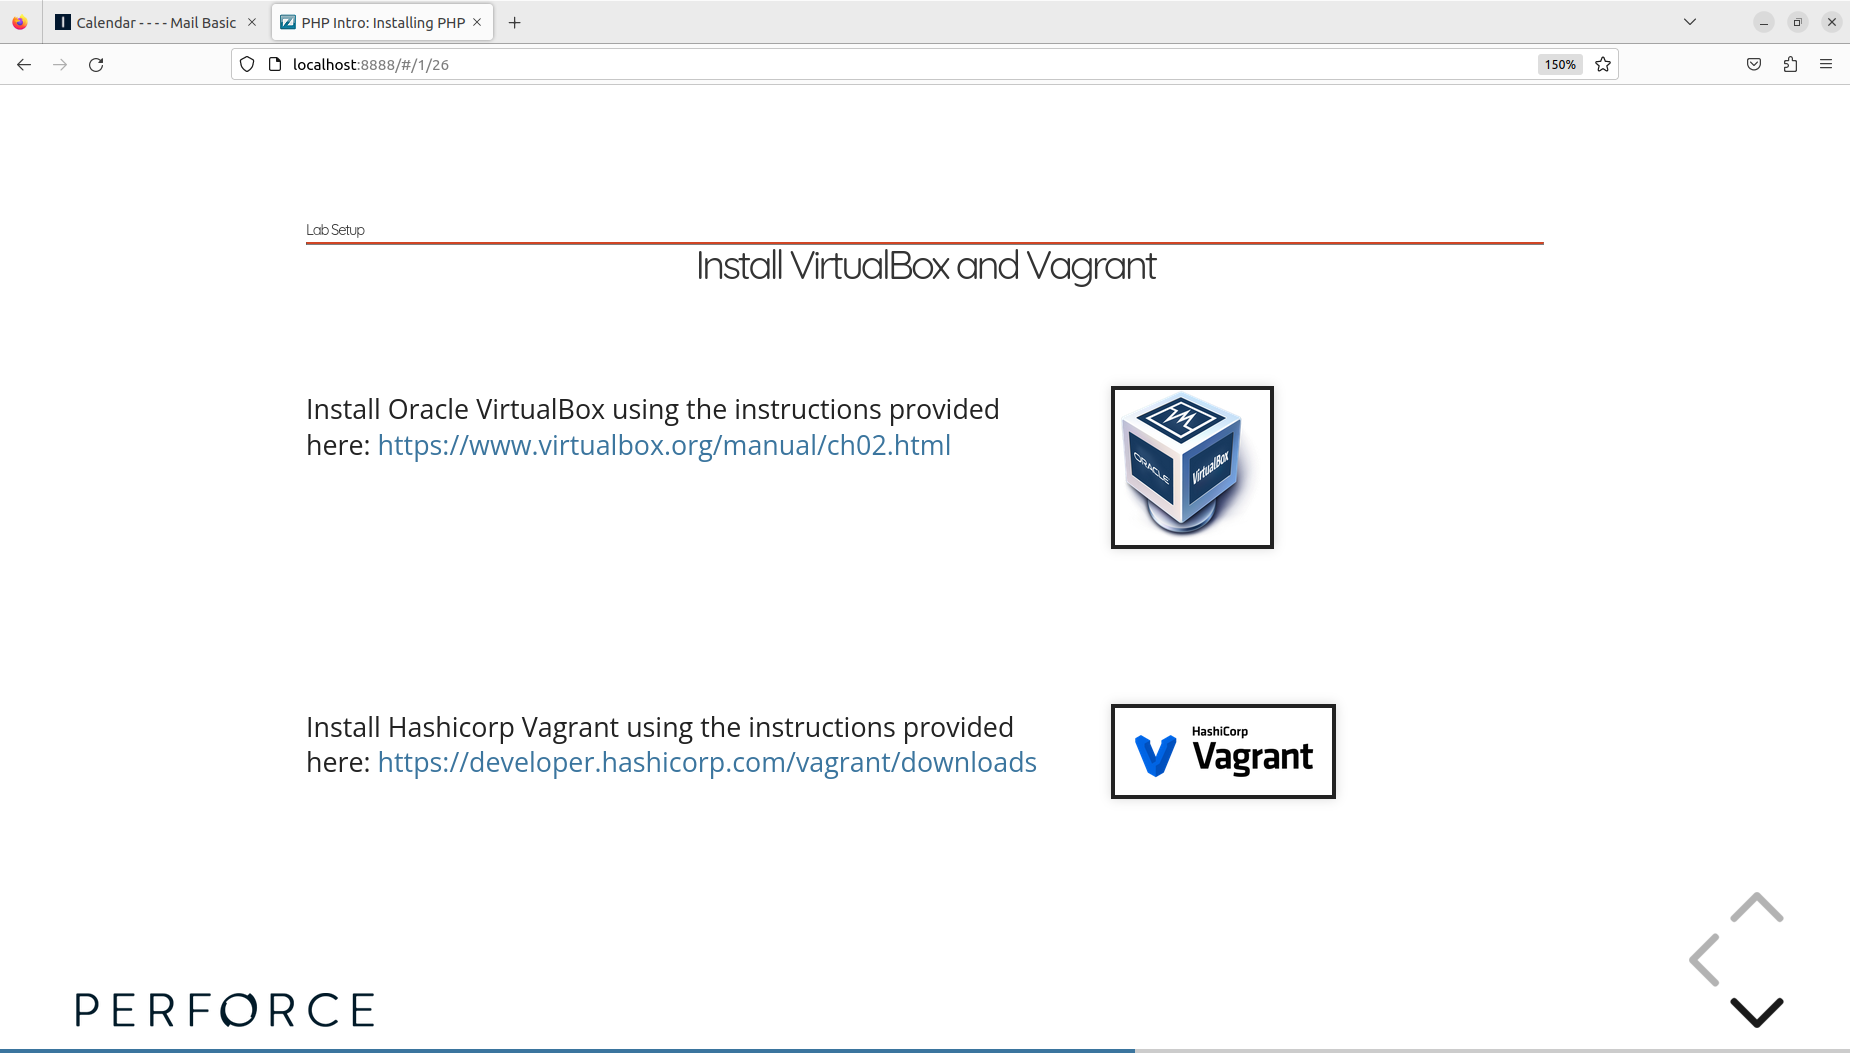 Calendar - - - - Mail Basic
PHP Intro: Installing PHP
localhost:8888/#/1/26
150%
Lab Setup
Install VirtualBox and Vagrant
Install Oracle VirtualBox using the instructions provided
here: https://www.virtualbox.org/manual/ch02.html
ORACLE
VirtualBox
Install Hashicorp Vagrant using the instructions provided
here: https://developer.hashicorp.com/vagrant/downloads
HashiCorp
Vagrant
PERFORCE